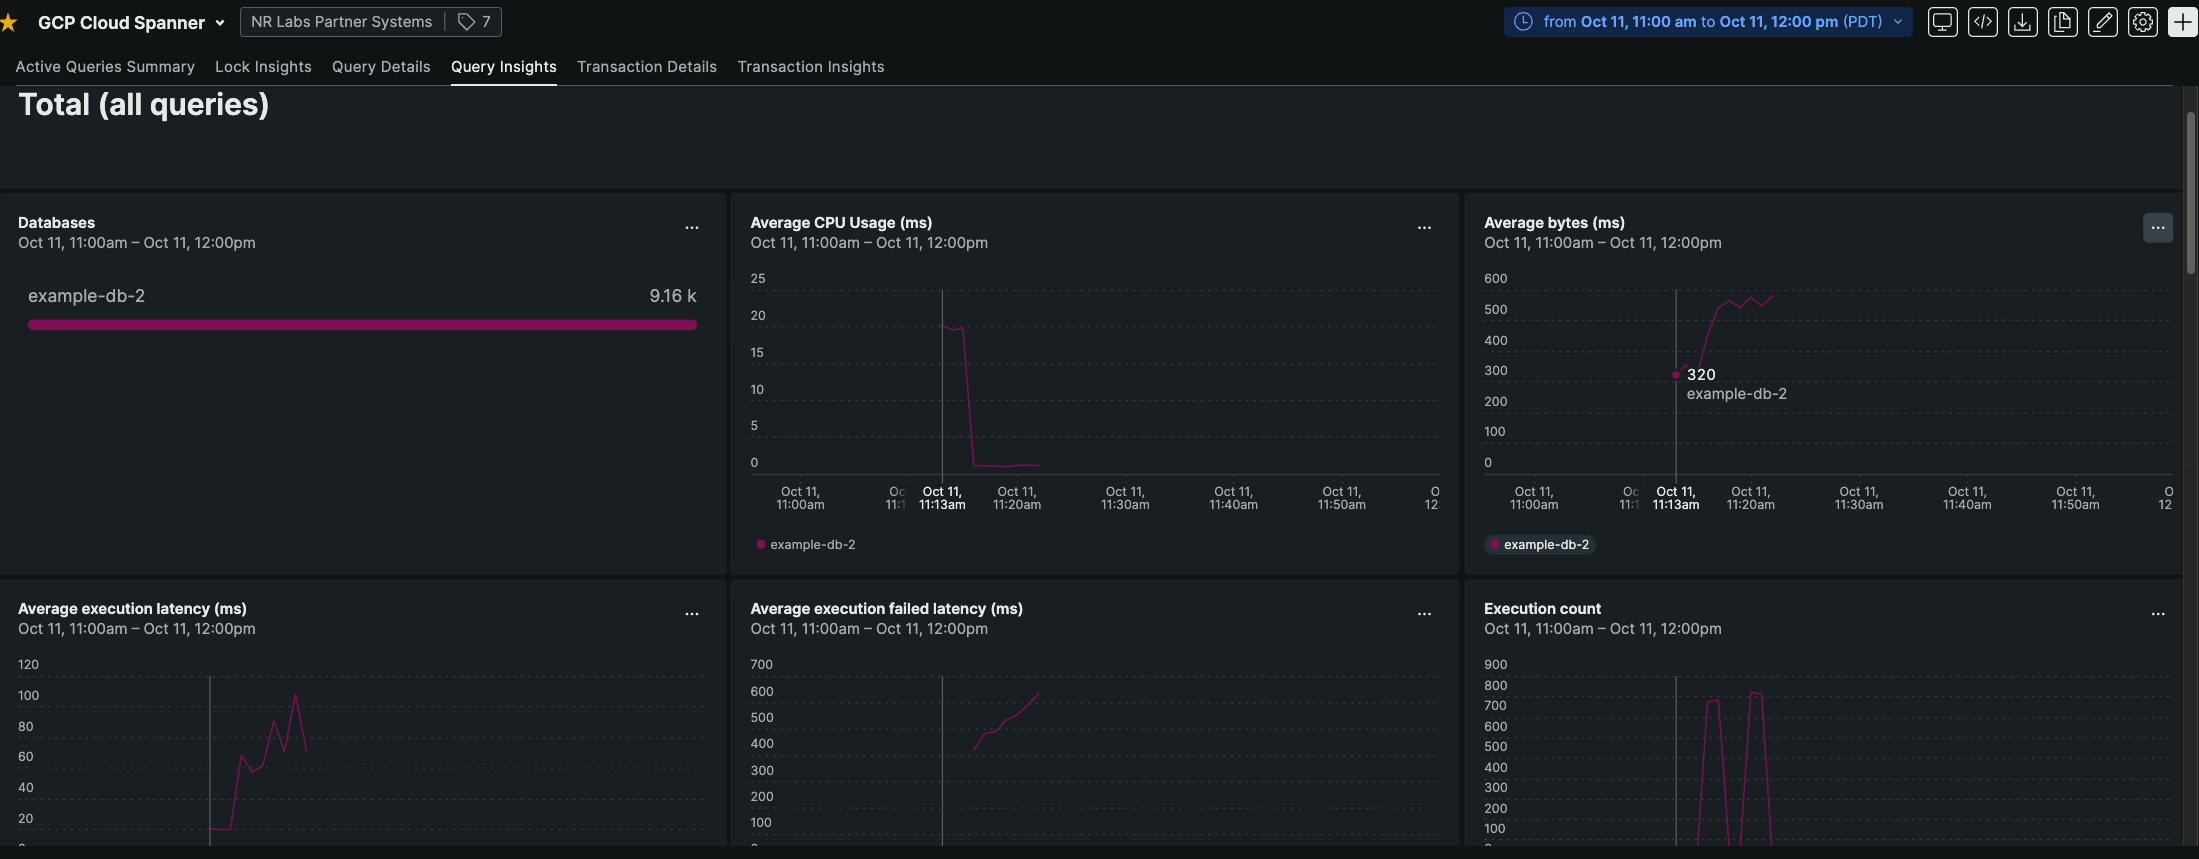 GCP Cloud Spanner
NR Labs Partner Systems 7
from Oct 11, 11:00 am to Oct 11, 12:00 pm (PDT)
Active Queries Summary Lock Insights Query Details Query Insights Transaction Details Transaction Insights
Total (all queries)
Databases
Oct 11, 11:00am – Oct 11, 12:00pm
example-db-2 9.16 k
Average CPU Usage (ms)
Oct 11, 11:00am – Oct 11, 12:00pm
25
20
15
10
5
0
Oct 11, Oct 11, Oct 11, Oct 11, Oct 11, Oct 11, O
11:00am 11:1 11:13am 11:20am 11:30am 11:40am 11:50am 12
example-db-2
Average bytes (ms)
Oct 11, 11:00am – Oct 11, 12:00pm
600
500
400
300
200
100
0
320
example-db-2
Oct 11, Oct 11, Oct 11, Oct 11, Oct 11, Oct 11, O
11:00am 11:1 11:13am 11:20am 11:30am 11:40am 11:50am 12
example-db-2
Average execution latency (ms)
Oct 11, 11:00am – Oct 11, 12:00pm
120
100
80
60
40
20
Average execution failed latency (ms)
Oct 11, 11:00am – Oct 11, 12:00pm
700
600
500
400
300
200
100
Execution count
Oct 11, 11:00am – Oct 11, 12:00pm
900
800
700
600
500
400
300
200
100